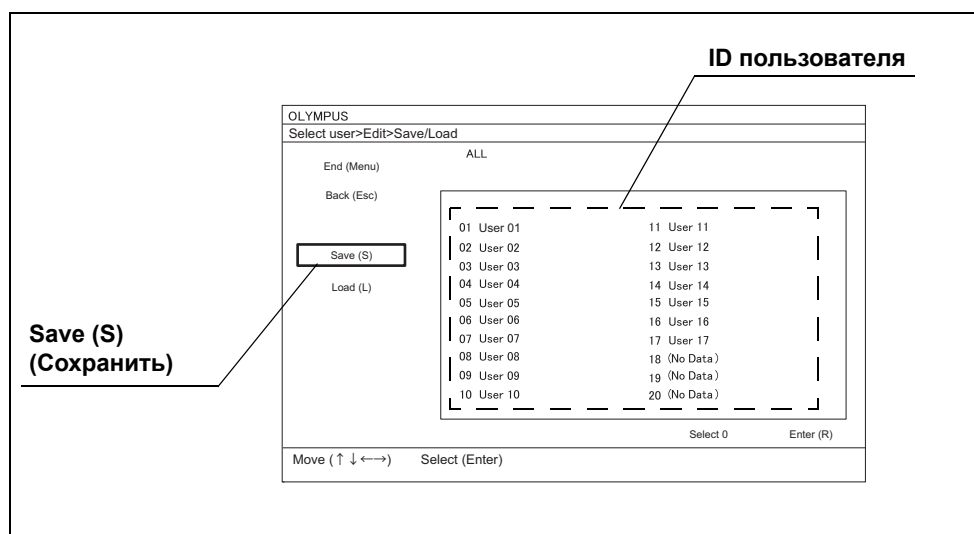 ID пользователя
OLYMPUS
Select user>Edit>Save/Load
ALL
End (Menu)
Back (Esc)
Save (S)
Load (L)
01 User 01
02 User 02
03 User 03
04 User 04
05 User 05
06 User 06
07 User 07
08 User 08
09 User 09
10 User 10
11 User 11
12 User 12
13 User 13
14 User 14
15 User 15
16 User 16
17 User 17
18 (No Data)
19 (No Data)
20 (No Data)
Select 0 Enter (R)
Move (↑↓←→) Select (Enter)
Save (S)
(Сохранить)